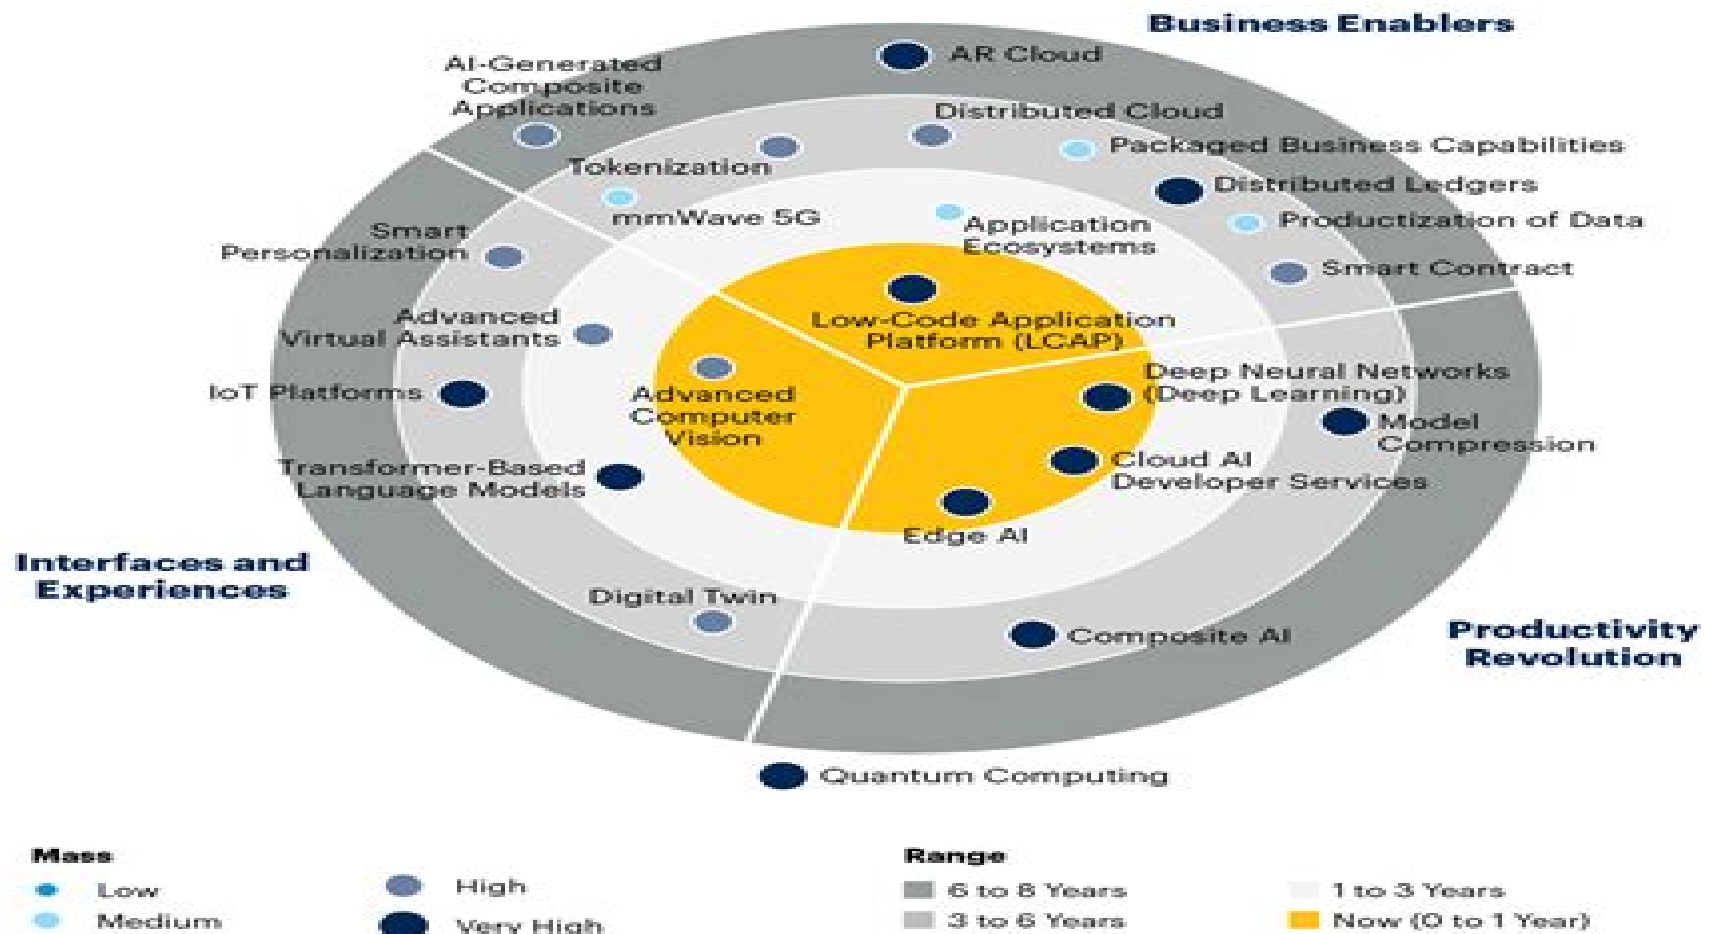 Business Enablers
AR Cloud
AI-Generated
Composite
Applications
Distributed Cloud
Packaged Business Capabilities
Tokenization
Distributed Ledgers
mmWave 5G
Application
Ecosystems
Productization of Data
Smart
Personalization
Smart Contract
Advanced
Virtual Assistants
Low-Code Application
Platform (LCAP)
IoT Platforms
Advanced
Computer
Vision
Deep Neural Networks
(Deep Learning)
Model
Compression
Transformer-Based
Language Models
Cloud AI
Developer Services
Edge AI
Interfaces and
Experiences
Digital Twin
Composite AI
Productivity
Revolution
Quantum Computing
Mass
Low
Medium
High
Very High
Range
6 to 8 Years
3 to 6 Years
1 to 3 Years
Now (0 to 1 Year)